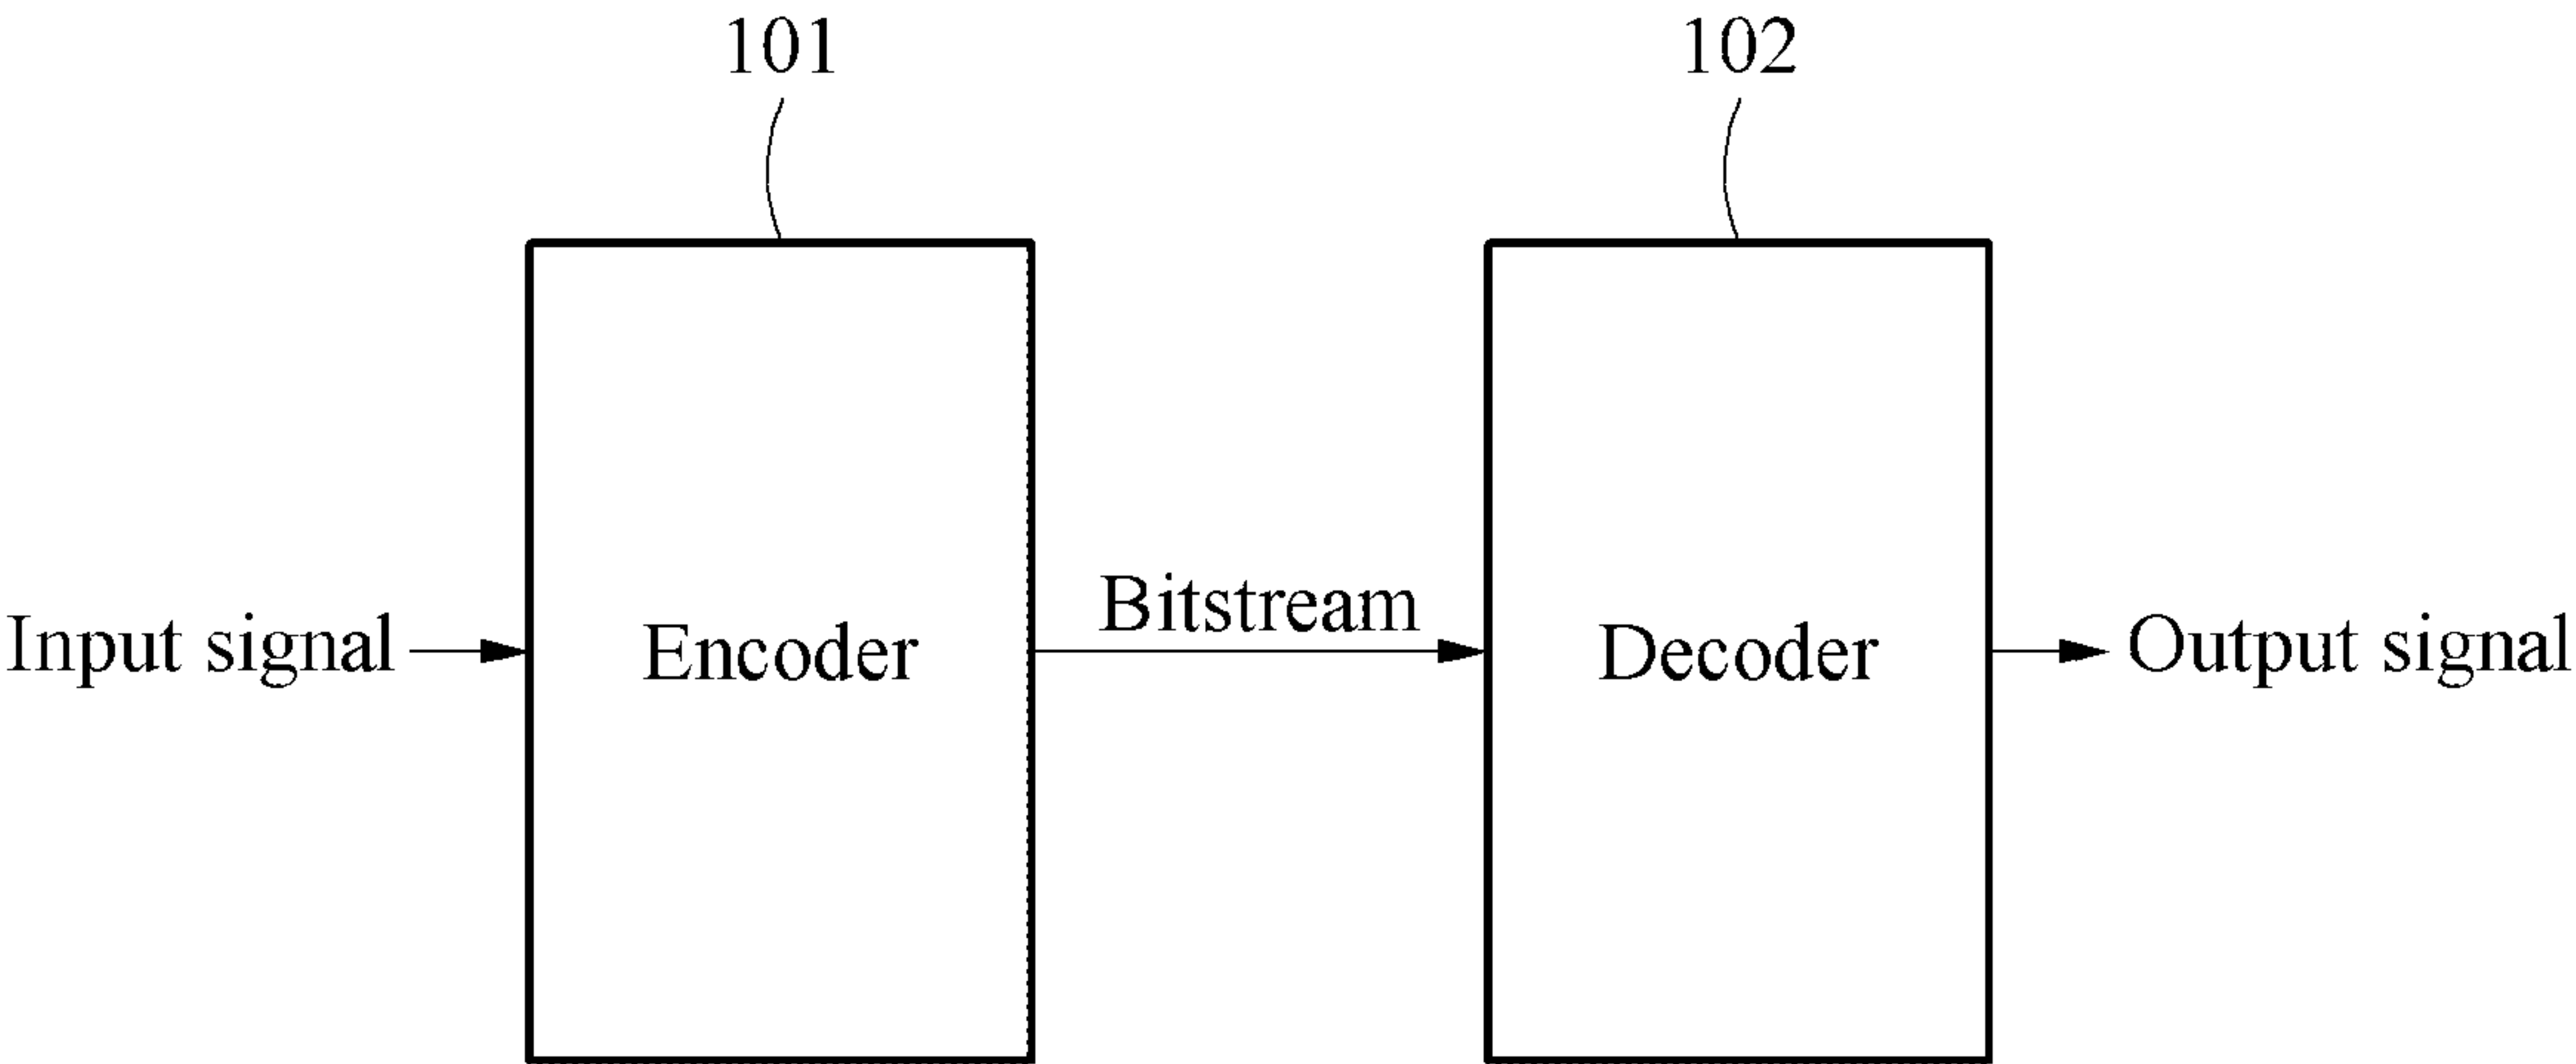 101
102
Input signal
Encoder
Bitstream
Decoder
Output signal